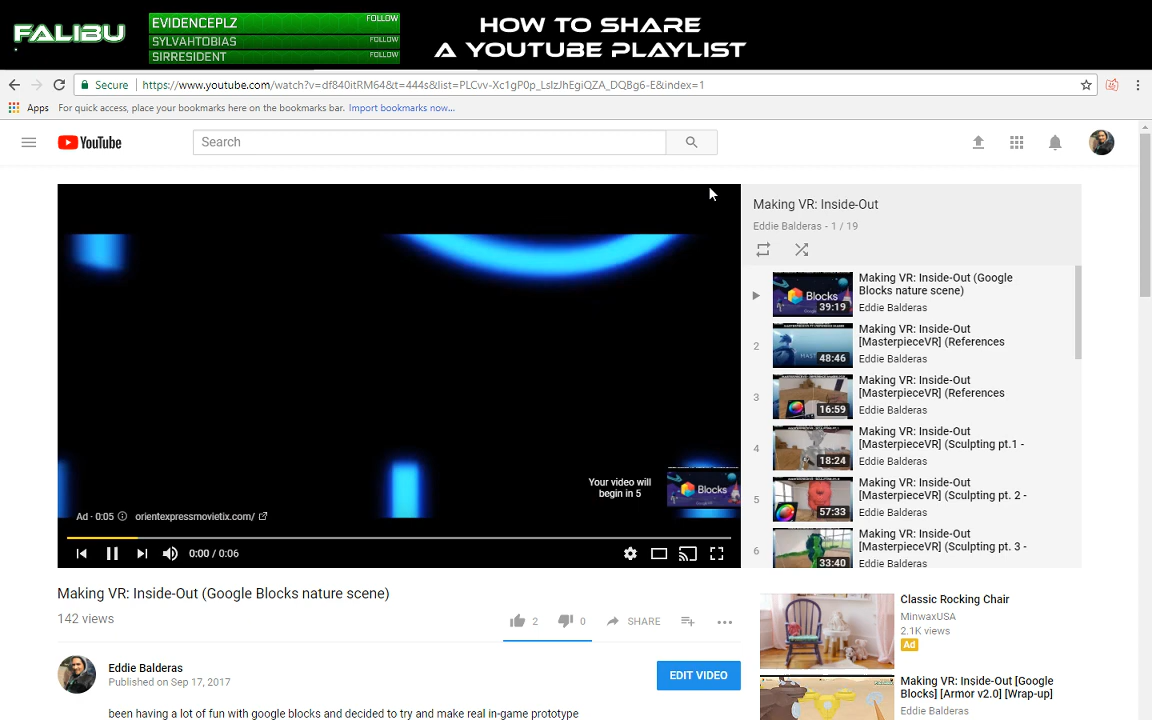 FALIBU
EVIDENCEPLZ FOLLOW
SYLVAHTOBIAS FOLLOW
SIRRESIDENT FOLLOW
HOW TO SHARE
A YOUTUBE PLAYLIST
Secure https://www.youtube.com/watch?v=df840itRM64&t=444s&list=PLCvv-Xc1gP0p_LsIzJhEgiQZA_DQBg6-E&index=1
Apps For quick access, place your bookmarks here on the bookmarks bar. Import bookmarks now...
YouTube
Search
Making VR: Inside-Out
Eddie Balderas - 1 / 19
Making VR: Inside-Out (Google
Blocks nature scene)
Eddie Balderas
Blocks
39:19
2
Making VR: Inside-Out
[MasterpieceVR] (References
Eddie Balderas
48:46
3
Making VR: Inside-Out
[MasterpieceVR] (References
Eddie Balderas
16:59
4
Making VR: Inside-Out
[MasterpieceVR] (Sculpting pt.1 -
Eddie Balderas
18:24
5
Making VR: Inside-Out
[MasterpieceVR] (Sculpting pt. 2 -
Eddie Balderas
57:33
6
Making VR: Inside-Out
[MasterpieceVR] (Sculpting pt. 3 -
Eddie Balderas
33:40
Your video will
begin in 5
Blocks
Ad · 0:05 orientexpressmovietix.com/
0:00 / 0:06
Making VR: Inside-Out (Google Blocks nature scene)
142 views
2 0 SHARE
Eddie Balderas
Published on Sep 17, 2017
EDIT VIDEO
been having a lot of fun with google blocks and decided to try and make real in-game prototype
Classic Rocking Chair
MinwaxUSA
2.1K views
Ad
Making VR: Inside-Out [Google
Blocks] [Armor v2.0] [Wrap-up]
Eddie Balderas